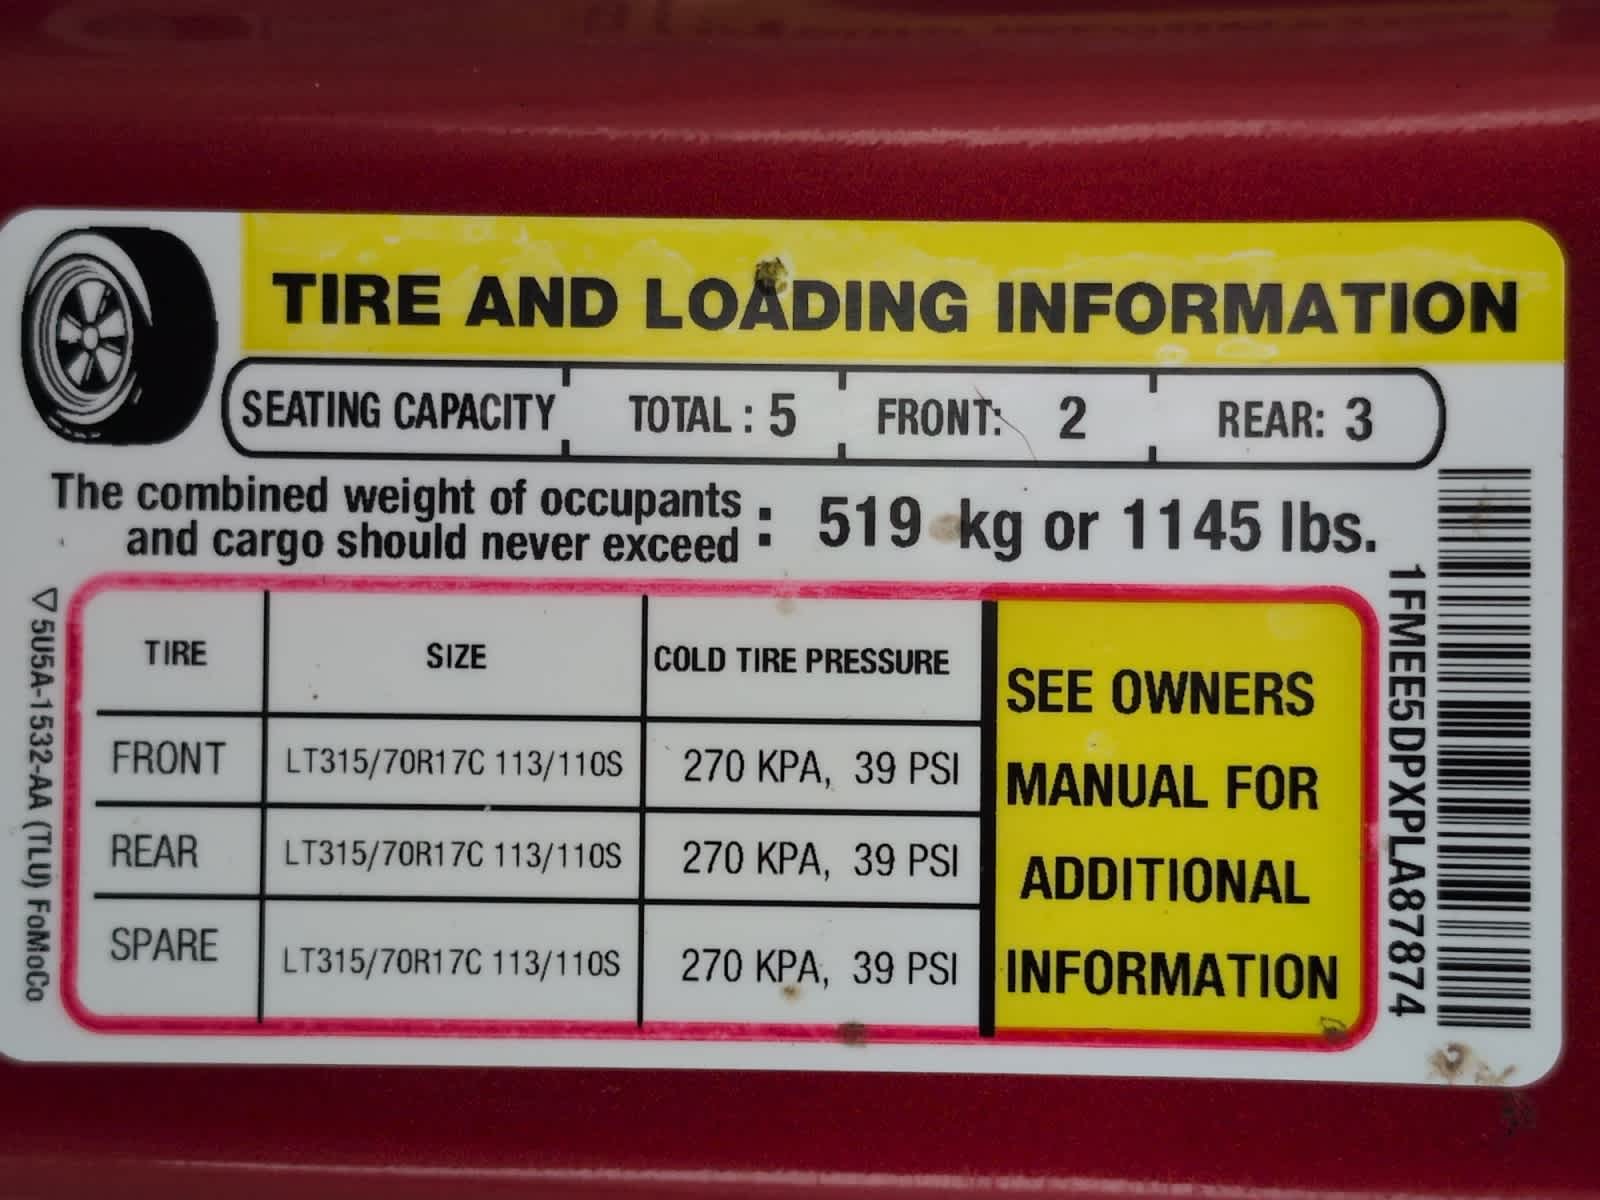 TIRE AND LOADING INFORMATION
SEATING CAPACITY TOTAL : 5 FRONT: 2 REAR: 3
The combined weight of occupants
and cargo should never exceed : 519 kg or 1145 lbs.
TIRE SIZE COLD TIRE PRESSURE
FRONT LT315/70R17C 113/110S 270 KPA, 39 PSI
REAR LT315/70R17C 113/110S 270 KPA, 39 PSI
SPARE LT315/70R17C 113/110S 270 KPA, 39 PSI
SEE OWNERS
MANUAL FOR
ADDITIONAL
INFORMATION
1FMEE5DPXPLA87874
5U5A-1532-AA (TLU) FoMoCo